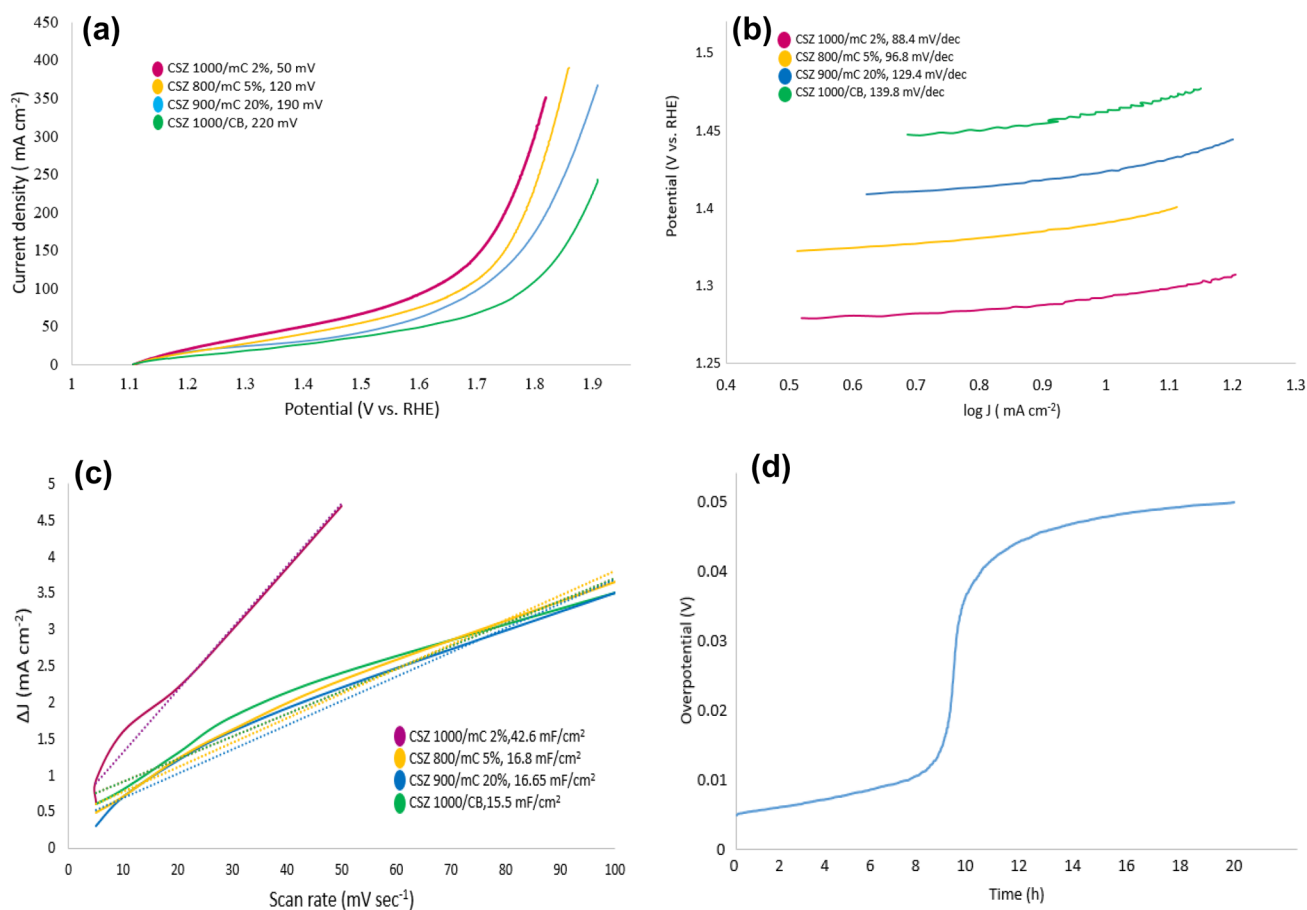 (a)
450
400
350
300
250
200
150
100
50
0
Current density ( mA cm⁻²)
CSZ 1000/mC 2%, 50 mV
CSZ 800/mC 5%, 120 mV
CSZ 900/mC 20%, 190 mV
CSZ 1000/CB, 220 mV
1 1.1 1.2 1.3 1.4 1.5 1.6 1.7 1.8 1.9
Potential (V vs. RHE)
(b)
1.5
1.45
1.4
1.3
1.25
Potential (V vs. RHE)
CSZ 1000/mC 2%, 88.4 mV/dec
CSZ 800/mC 5%, 96.8 mV/dec
CSZ 900/mC 20%, 129.4 mV/dec
CSZ 1000/CB, 139.8 mV/dec
0.4 0.5 0.6 0.7 0.8 0.9 1 1.1 1.2 1.3
log J ( mA cm⁻²)
(c)
5
4.5
4
3.5
3
2.5
2
1.5
1
0.5
0
ΔJ (mA cm⁻²)
CSZ 1000/mC 2%,42.6 mF/cm²
CSZ 800/mC 5%, 16.8 mF/cm²
CSZ 900/mC 20%, 16.65 mF/cm²
CSZ 1000/CB,15.5 mF/cm²
0 10 20 30 40 50 60 70 80 90 100
Scan rate (mV sec⁻¹)
(d)
0.05
0.04
0.03
0.02
0.01
0
Overpotential (V)
0 2 4 6 8 10 12 14 16 18 20
Time (h)